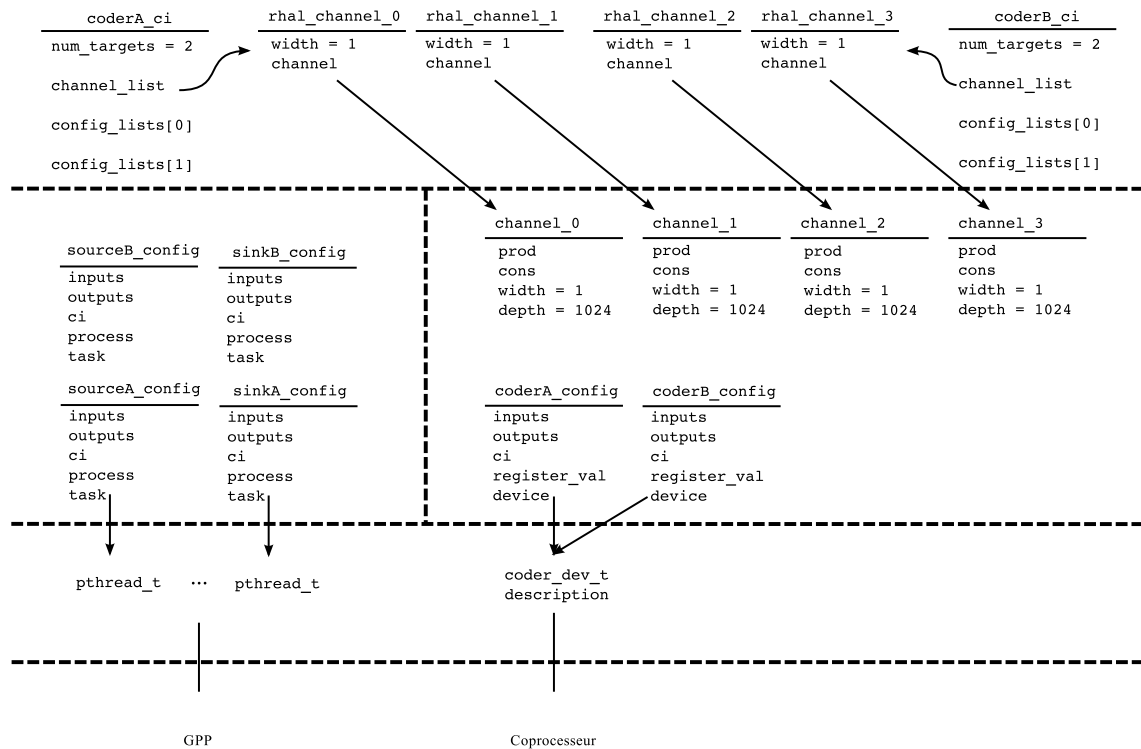 coderA_ci
num_targets = 2
channel_list
config_lists[0]
config_lists[1]
rhal_channel_0
width = 1
channel
rhal_channel_1
width = 1
channel
rhal_channel_2
width = 1
channel
rhal_channel_3
width = 1
channel
coderB_ci
num_targets = 2
channel_list
config_lists[0]
config_lists[1]
sourceB_config
inputs
outputs
ci
process
task
sinkB_config
inputs
outputs
ci
process
task
sourceA_config
inputs
outputs
ci
process
task
sinkA_config
inputs
outputs
ci
process
task
channel_0
prod
cons
width = 1
depth = 1024
channel_1
prod
cons
width = 1
depth = 1024
channel_2
prod
cons
width = 1
depth = 1024
channel_3
prod
cons
width = 1
depth = 1024
coderA_config
inputs
outputs
ci
register_val
device
coderB_config
inputs
outputs
ci
register_val
device
pthread_t ... pthread_t
coder_dev_t
description
GPP
Coprocesseur